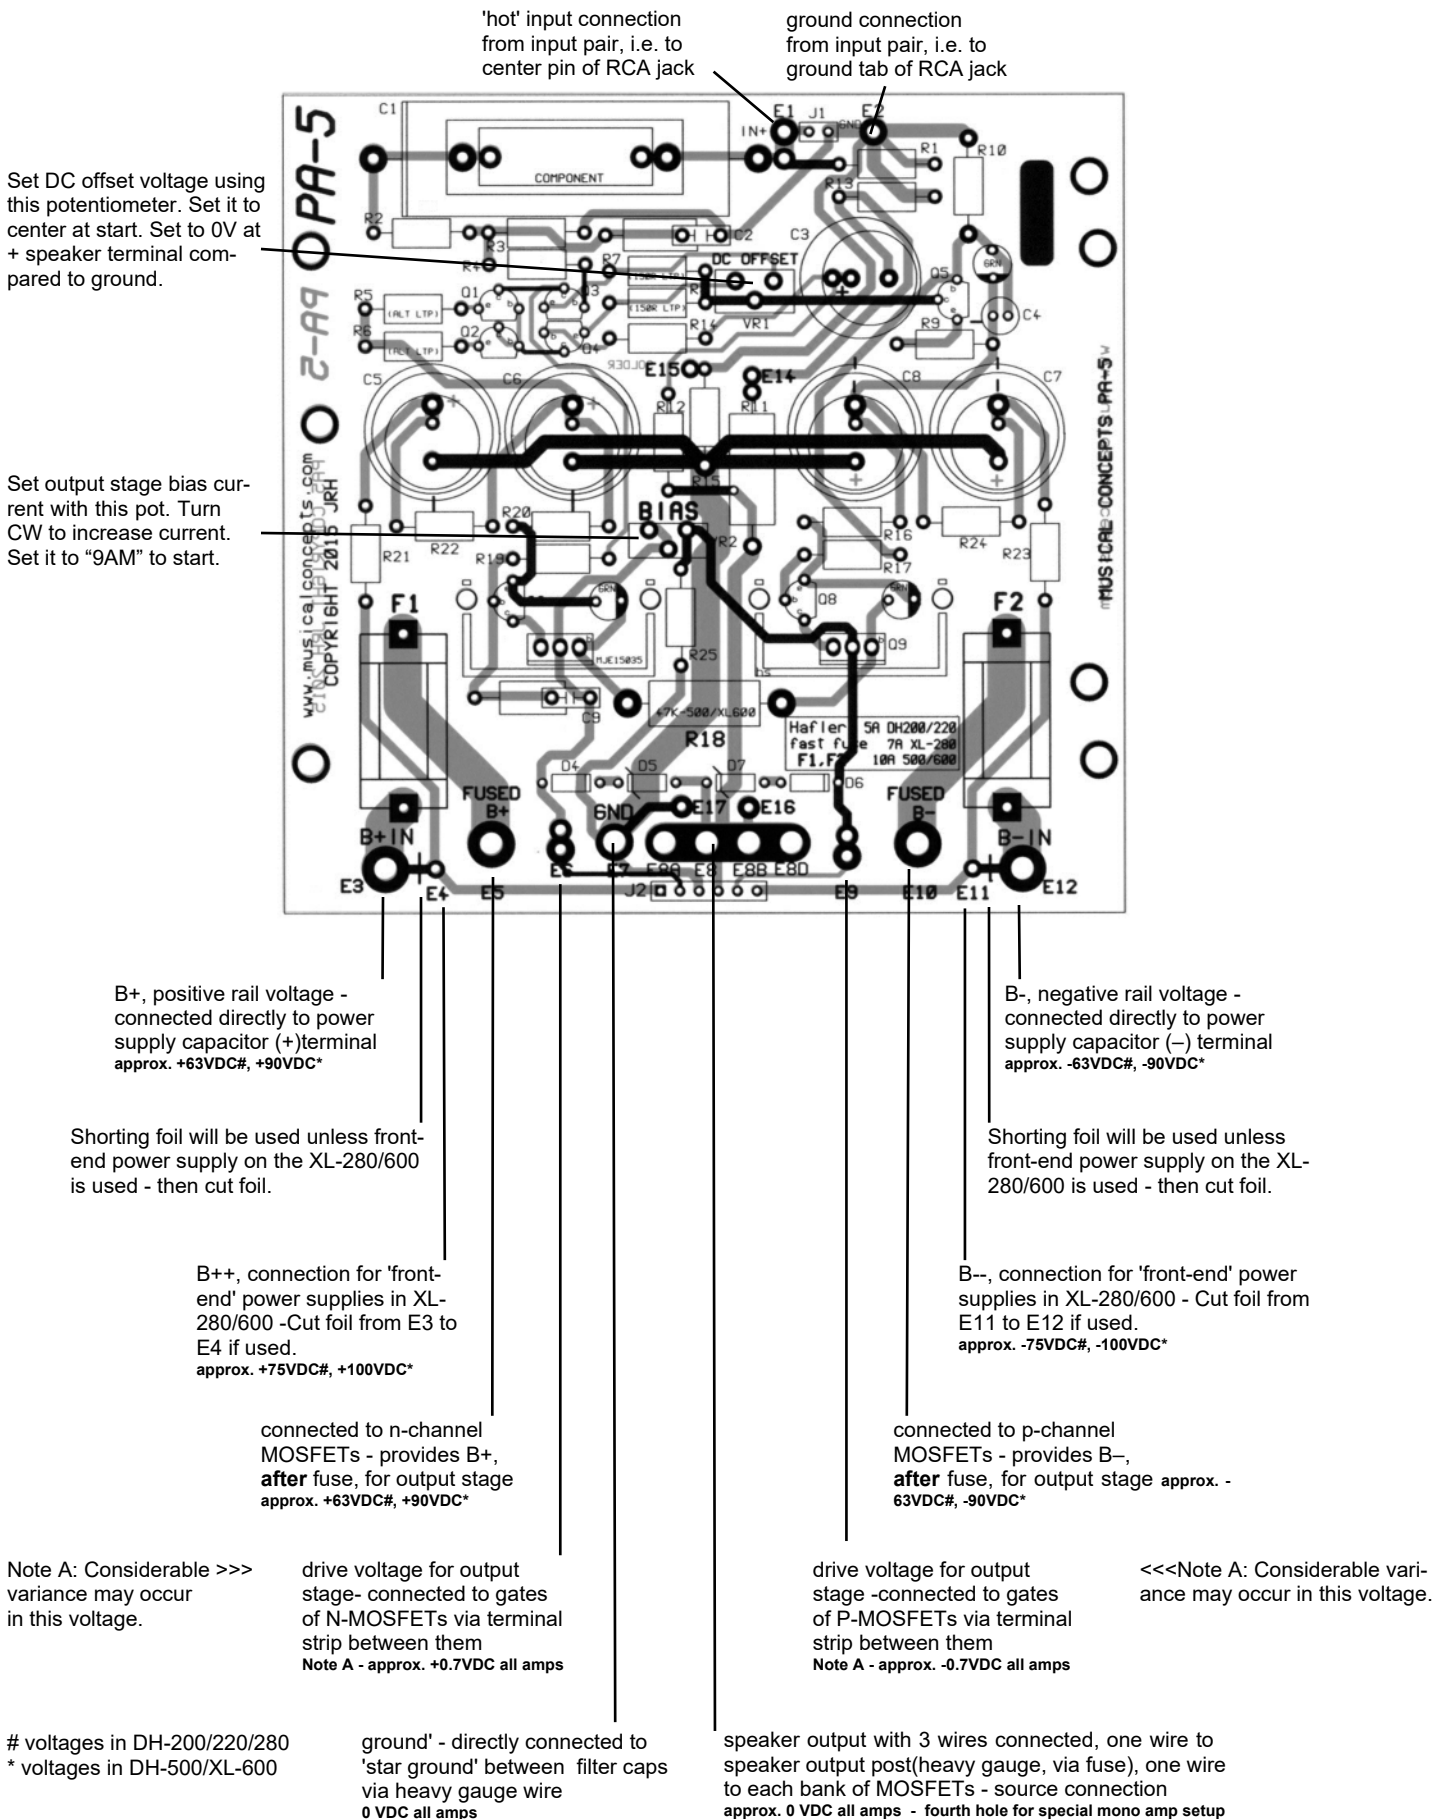 'hot' input connection
from input pair, i.e. to
center pin of RCA jack
ground connection
from input pair, i.e. to
ground tab of RCA jack
Set DC offset voltage using
this potentiometer. Set it to
center at start. Set to 0V at
+ speaker terminal com-
pared to ground.
Set output stage bias cur-
rent with this pot. Turn
CW to increase current.
Set it to “9AM” to start.
PA-5
PA-5
C1
COMPONENT
E1
J1
E2
IN+
GND
R1
R10
R13
R2
R3
C2
C3
R4
R7
DC OFFSET
Q5
GRN
(150R LTP)
R5
Q1
Q3
(ALT LTP)
(150R LTP)
VR1
R9
C4
R6
Q2
Q4
R14
(ALT LTP)
SOLDER
E15
E14
C5
C6
C8
C7
R12
R11
R15
www.musicalconcepts.com
COPYRIGHT 2015 JRH
MUSICAL CONCEPTS PA-5
BIAS
R20
R16
R21
R22
VR2
R24
R23
R19
R17
GRN
Q8
GRN
F1
F2
MJE15035
Q9
R25
hs
C9
47K-500/XL600
R18
Hafler 5A DH200/220
fast fuse 7A XL-280
F1,F2 10A 500/600
D4
D5
D7
D6
FUSED
B+
GND
E17
E16
FUSED
B-
B+IN
B-IN
E3
E4
E5
E6
E7
E8A
E8
E8B
E8D
E9
E10
E11
E12
J2
B+, positive rail voltage -
connected directly to power
supply capacitor (+)terminal
approx. +63VDC#, +90VDC*
B-, negative rail voltage -
connected directly to power
supply capacitor (–) terminal
approx. -63VDC#, -90VDC*
Shorting foil will be used unless front-
end power supply on the XL-280/600
is used - then cut foil.
Shorting foil will be used unless
front-end power supply on the XL-
280/600 is used - then cut foil.
B++, connection for 'front-
end' power supplies in XL-
280/600 -Cut foil from E3 to
E4 if used.
approx. +75VDC#, +100VDC*
B--, connection for 'front-end' power
supplies in XL-280/600 - Cut foil from
E11 to E12 if used.
approx. -75VDC#, -100VDC*
connected to n-channel
MOSFETs - provides B+,
after fuse, for output stage
approx. +63VDC#, +90VDC*
connected to p-channel
MOSFETs - provides B–,
after fuse, for output stage approx. -
63VDC#, -90VDC*
Note A: Considerable >>>
variance may occur
in this voltage.
drive voltage for output
stage- connected to gates
of N-MOSFETs via terminal
strip between them
Note A - approx. +0.7VDC all amps
drive voltage for output
stage -connected to gates
of P-MOSFETs via terminal
strip between them
Note A - approx. -0.7VDC all amps
<<<Note A: Considerable vari-
ance may occur in this voltage.
# voltages in DH-200/220/280
* voltages in DH-500/XL-600
ground' - directly connected to
'star ground' between filter caps
via heavy gauge wire
0 VDC all amps
speaker output with 3 wires connected, one wire to
speaker output post(heavy gauge, via fuse), one wire
to each bank of MOSFETs - source connection
approx. 0 VDC all amps - fourth hole for special mono amp setup